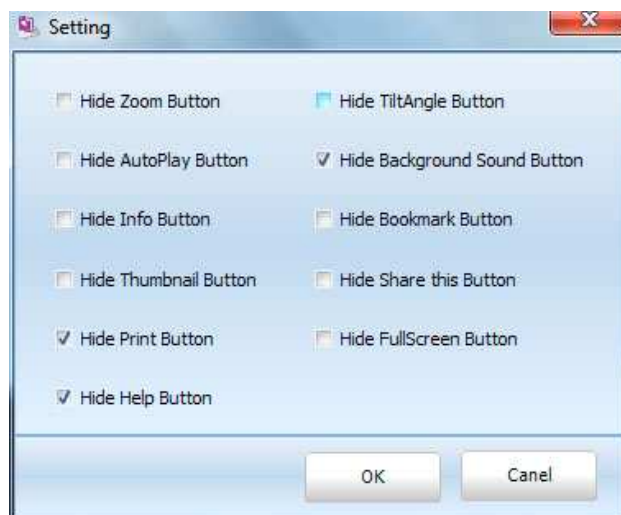 Setting
Hide Zoom Button Hide TiltAngle Button
Hide AutoPlay Button Hide Background Sound Button
Hide Info Button Hide Bookmark Button
Hide Thumbnail Button Hide Share this Button
Hide Print Button Hide FullScreen Button
Hide Help Button
OK Canel